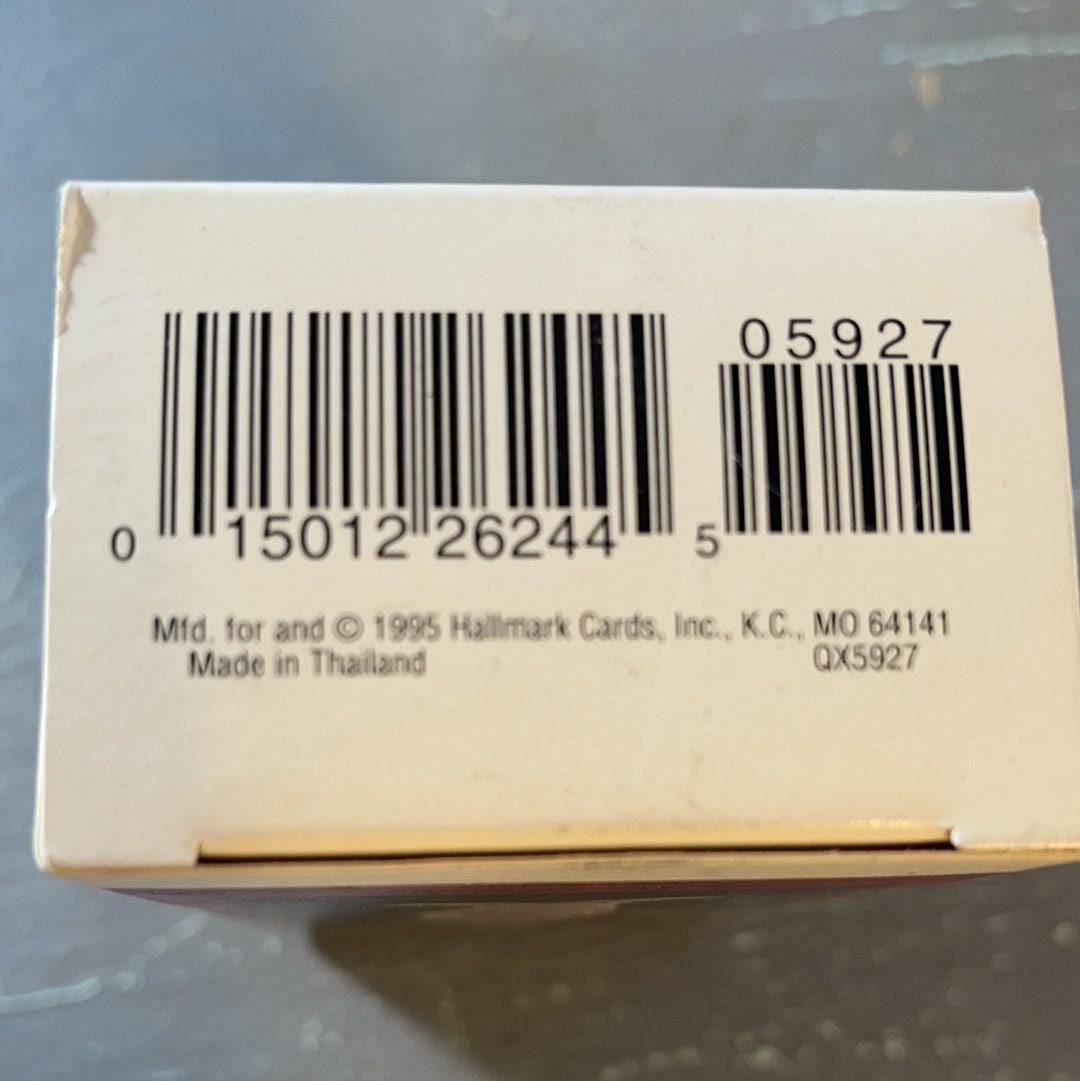 05927
0 15012 26244 5
Mfd. for and © 1995 Hallmark Cards, Inc., K.C., MO 64141
Made in Thailand QX5927